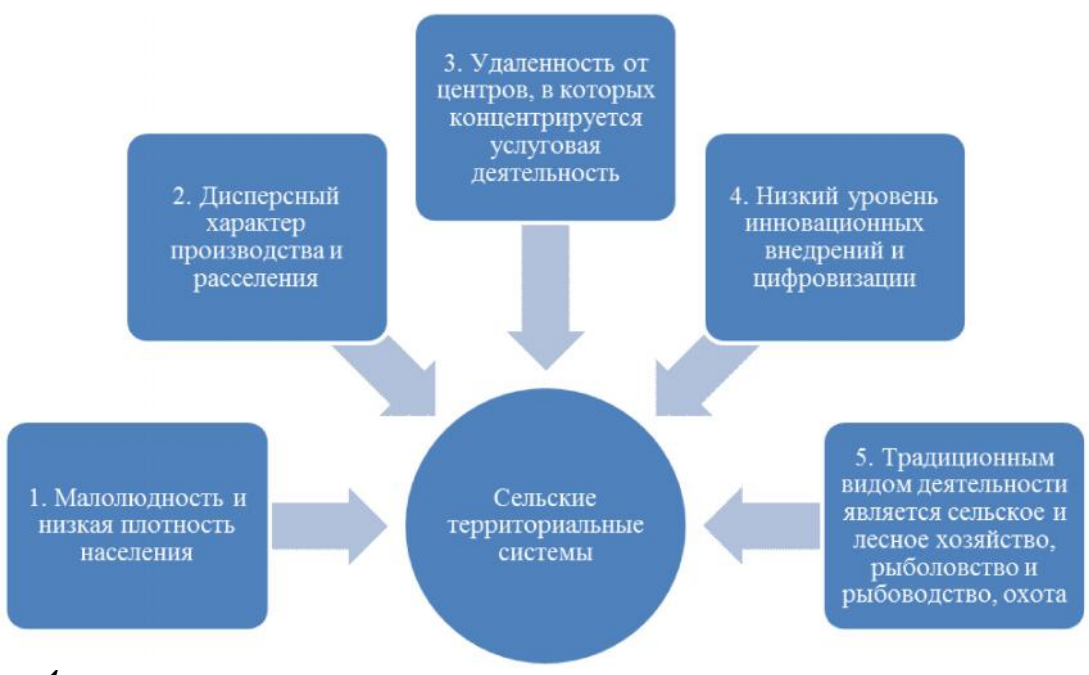 3. Удаленность от
центров, в которых
концентрируется
услуговая
деятельность
2. Дисперсный
характер
производства и
расселения
4. Низкий уровень
инновационных
внедрений и
цифровизации
1. Малолюдность и
низкая плотность
населения
Сельские
территориальные
системы
5. Традиционным
видом деятельности
является сельское и
лесное хозяйство,
рыболовство и
рыбоводство, охота